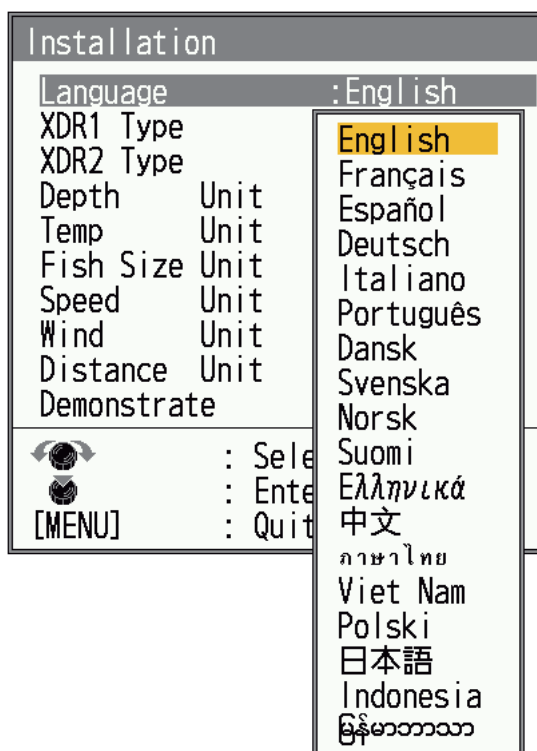 Installation
Language :English
XDR1 Type
XDR2 Type
Depth Unit
Temp Unit
Fish Size Unit
Speed Unit
Wind Unit
Distance Unit
Demonstrate
: Sele
: Ente
[MENU] : Quit
English
Français
Español
Deutsch
Italiano
Português
Dansk
Svenska
Norsk
Suomi
Ελληνικά
中文
ภาษาไทย
Viet Nam
Polski
日本語
Indonesia
မြန်မာဘာသာ